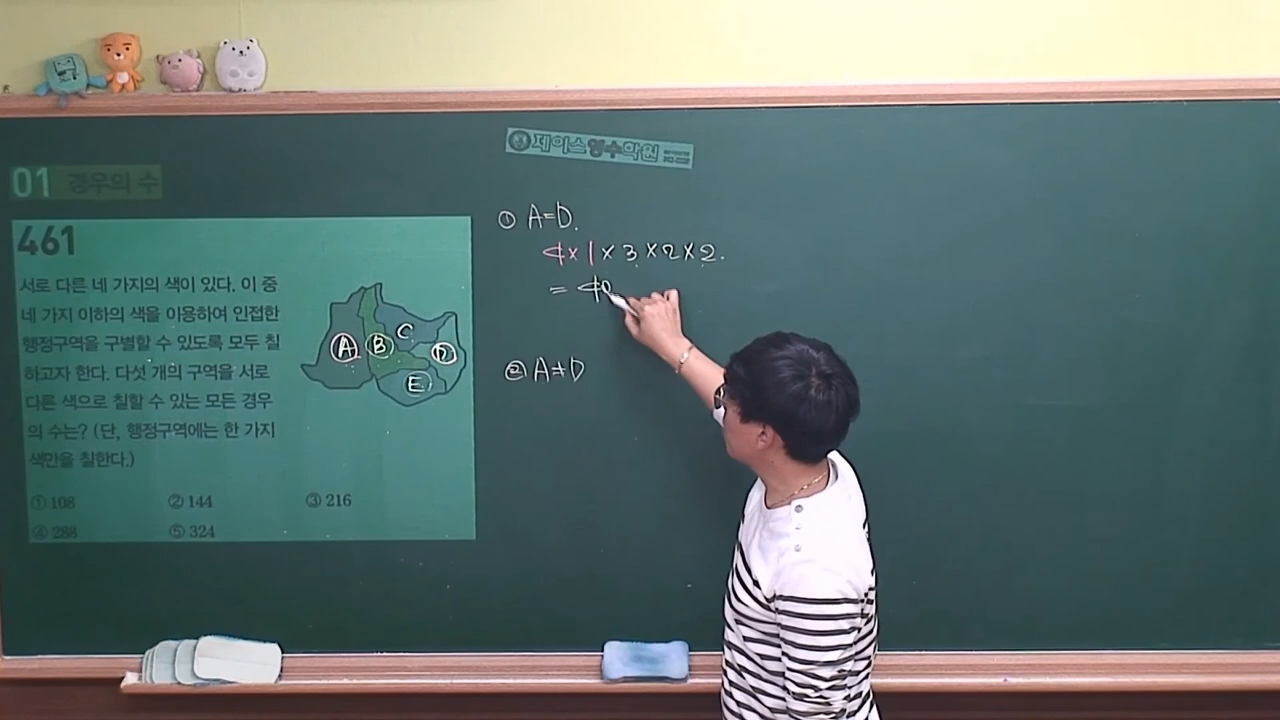 제이스영수학원
01 경우의 수
461
서로 다른 네 가지의 색이 있다. 이 중
네 가지 이하의 색을 이용하여 인접한
행정구역을 구별할 수 있도록 모두 칠
하고자 한다. 다섯 개의 구역을 서로
다른 색으로 칠할 수 있는 모든 경우
의 수는? (단, 행정구역에는 한 가지
색만을 칠한다.)
① 108 ② 144 ③ 216
④ 288 ⑤ 324
A B C D E
① A=D.
4×1×3×2×2.
= 4
② A≠D